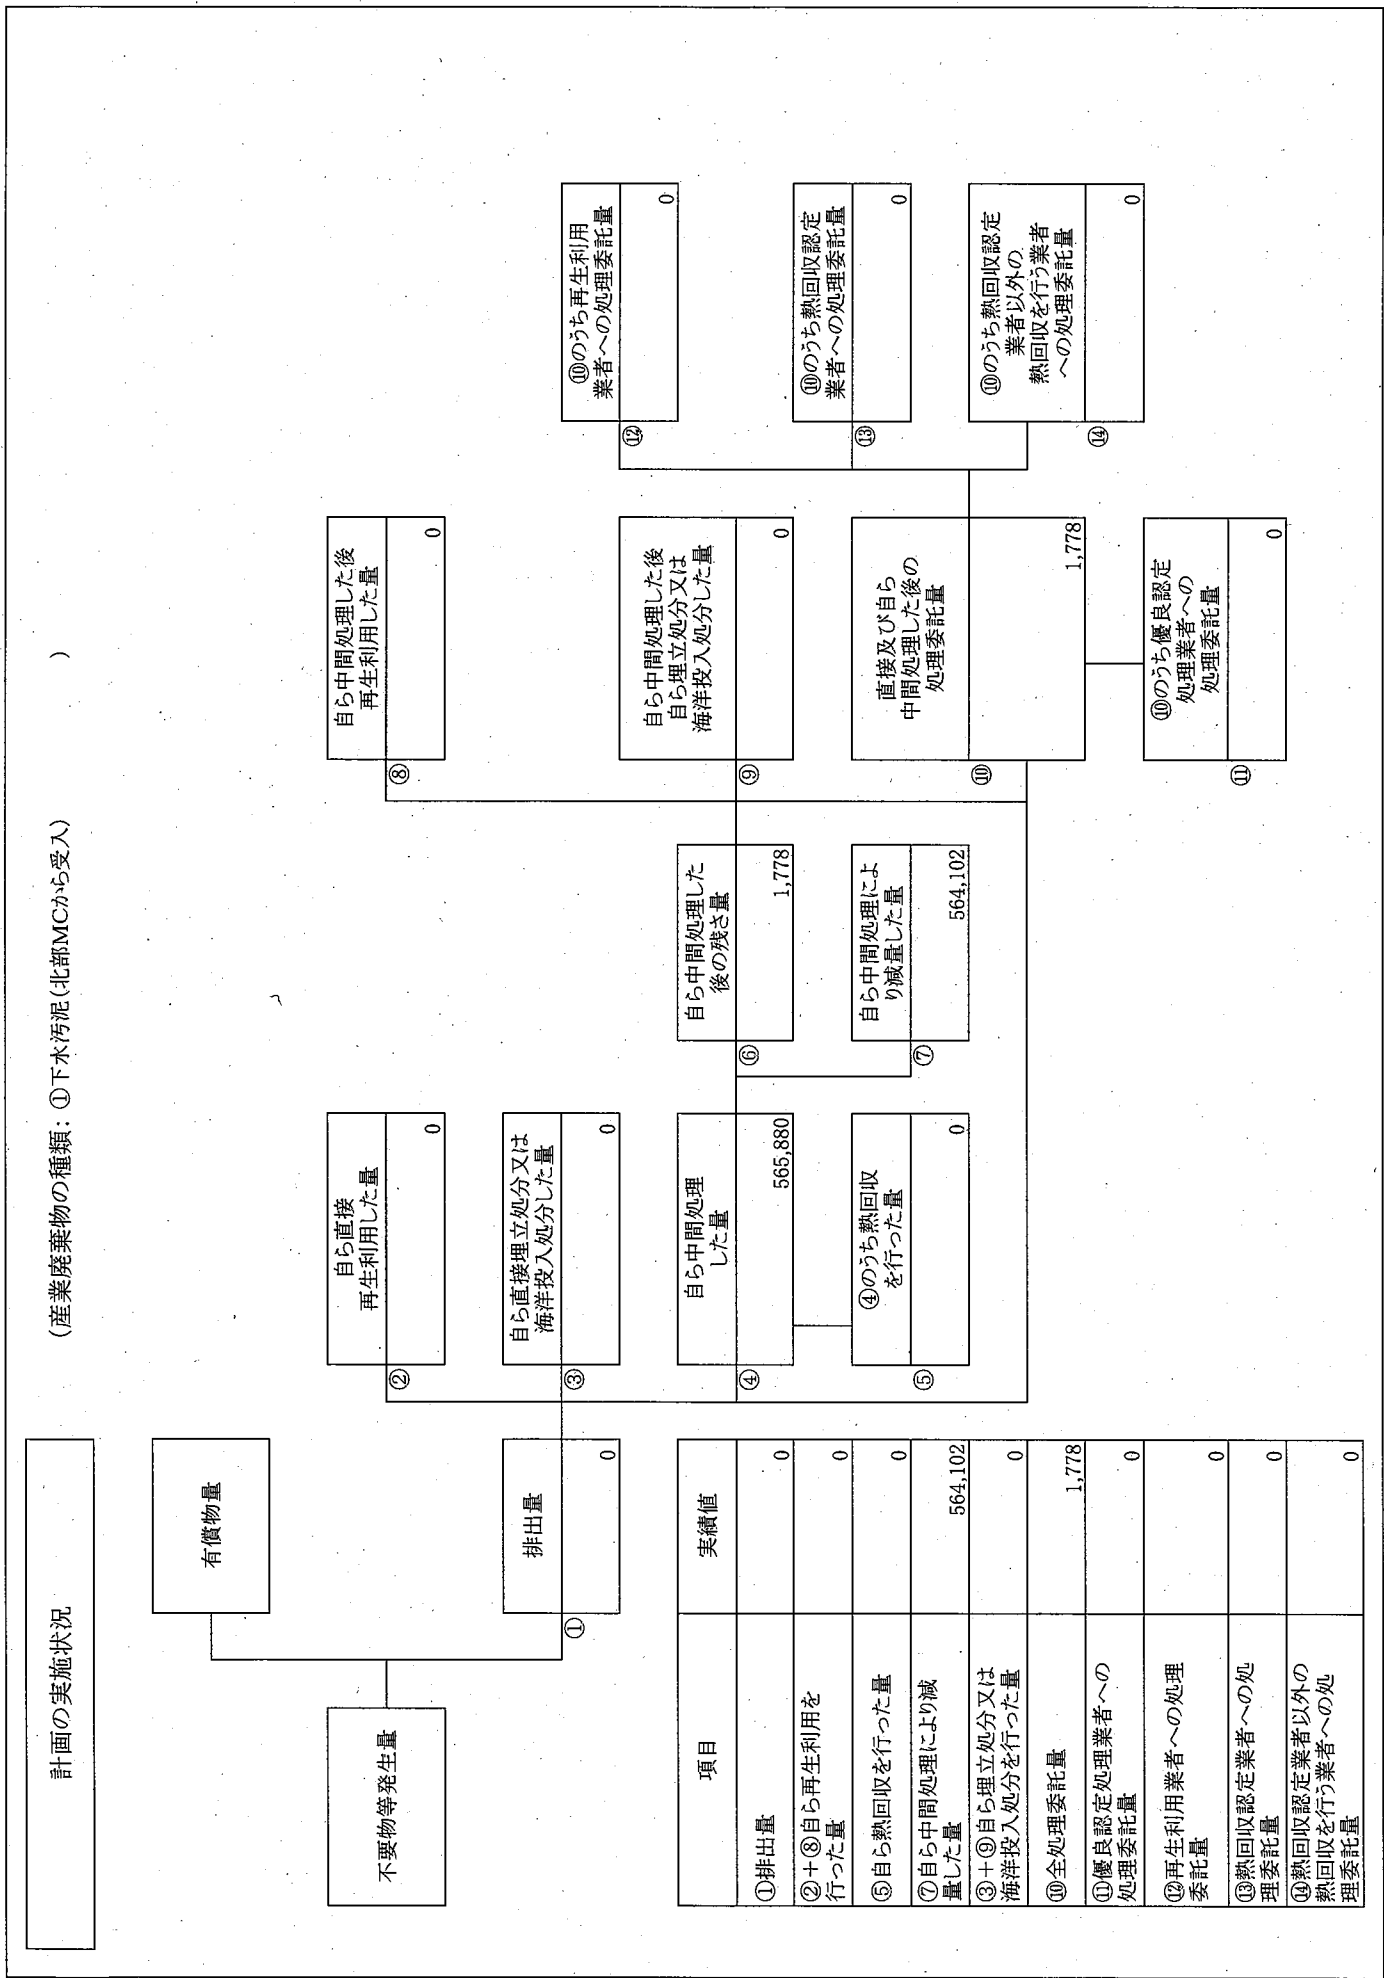 計画の実施状況
(産業廃棄物の種類：①下水汚泥(北部MCから受入)
)
不要物等発生量
有償物量
①
排出量
0
②
自ら直接
再生利用した量
0
③
自ら直接埋立処分又は
海洋投入処分した量
0
④
自ら中間処理
した量
565,880
⑤
④のうち熱回収
を行った量
0
⑥
自ら中間処理した
後の残さ量
1,778
⑦
自ら中間処理によ
り減量した量
564,102
⑧
自ら中間処理した後
再生利用した量
0
⑨
自ら中間処理した後
自ら埋立処分又は
海洋投入処分した量
0
⑩
直接及び自ら
中間処理した後の
処理委託量
1,778
⑪
⑩のうち優良認定
処理業者への
処理委託量
0
⑫
⑩のうち再生利用
業者への処理委託量
0
⑬
⑩のうち熱回収認定
業者への処理委託量
0
⑭
⑩のうち熱回収認定
業者以外の
熱回収を行う業者
への処理委託量
0
項目 実績値
①排出量 0
②＋⑧自ら再生利用を
行った量 0
⑤自ら熱回収を行った量 0
⑦自ら中間処理により減
量した量 564,102
③＋⑨自ら埋立処分又は
海洋投入処分を行った量 0
⑩全処理委託量 1,778
⑪優良認定処理業者への
処理委託量 0
⑫再生利用業者への処理
委託量 0
⑬熱回収認定業者への処
理委託量 0
⑭熱回収認定業者以外の
熱回収を行う業者への処
理委託量 0